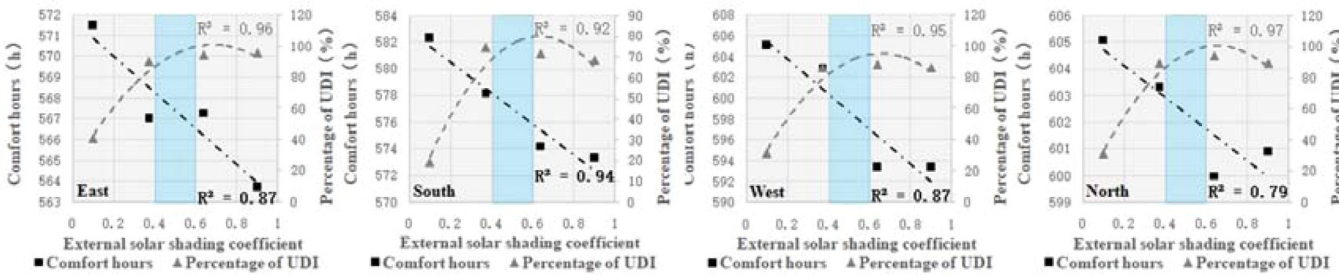 572
571
570
569
568
567
566
565
564
563
Comfort hours (h)
120
100
80
60
40
20
0
Percentage of UDI (%)
R² = 0.96
R² = 0.87
East
0 0.2 0.4 0.6 0.8 1
External solar shading coefficient
Comfort hours Percentage of UDI
586
584
582
580
578
576
574
572
570
Comfort hours (h)
90
80
70
60
50
40
30
20
10
0
Percentage of UDI (%)
R² = 0.92
R² = 0.94
South
0 0.2 0.4 0.6 0.8 1
External solar shading coefficient
Comfort hours Percentage of UDI
608
606
604
602
600
598
596
594
592
590
Comfort hours (h)
120
100
80
60
40
20
0
Percentage of UDI (%)
R² = 0.95
R² = 0.87
West
0 0.2 0.4 0.6 0.8 1
External solar shading coefficient
Comfort hours Percentage of UDI
606
605
604
603
602
601
600
599
Comfort hours (h)
120
100
80
60
40
20
0
Percentage of UDI (%)
R² = 0.97
R² = 0.79
North
0 0.2 0.4 0.6 0.8 1
External solar shading coefficient
Comfort hours Percentage of UDI